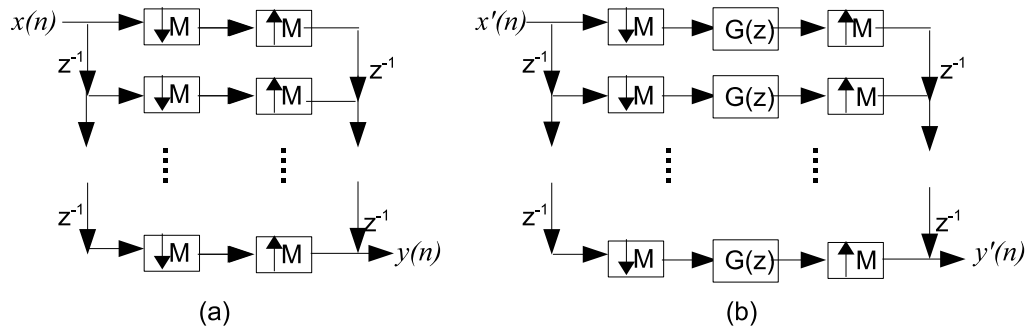 x(n) ↓M ↑M x'(n) ↓M G(z) ↑M
z⁻¹ z⁻¹ z⁻¹ z⁻¹
↓M ↑M ↓M G(z) ↑M
z⁻¹ z⁻¹ z⁻¹ z⁻¹
↓M ↑M y(n) ↓M G(z) ↑M y'(n)
(a) (b)